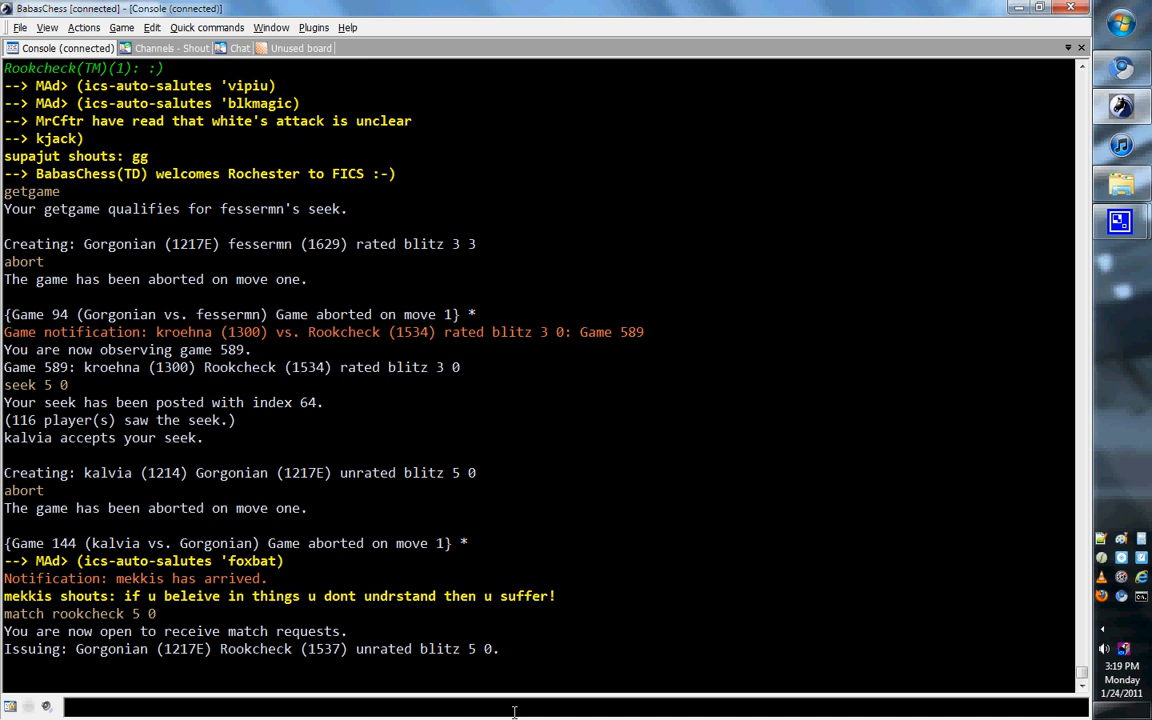 BabasChess [connected] - [Console (connected)]
File View Actions Game Edit Quick commands Window Plugins Help
Console (connected) Channels - Shout Chat Unused board
Rookcheck(TM)(1): :)
--> MAd> (ics-auto-salutes 'vipiu)
--> MAd> (ics-auto-salutes 'blkmagic)
--> MrCftr have read that white's attack is unclear
--> kjack)
supajut shouts: gg
--> BabasChess(TD) welcomes Rochester to FICS :-)
getgame
Your getgame qualifies for fessermn's seek.
Creating: Gorgonian (1217E) fessermn (1629) rated blitz 3 3
abort
The game has been aborted on move one.
{Game 94 (Gorgonian vs. fessermn) Game aborted on move 1} *
Game notification: kroehna (1300) vs. Rookcheck (1534) rated blitz 3 0: Game 589
You are now observing game 589.
Game 589: kroehna (1300) Rookcheck (1534) rated blitz 3 0
seek 5 0
Your seek has been posted with index 64.
(116 player(s) saw the seek.)
kalvia accepts your seek.
Creating: kalvia (1214) Gorgonian (1217E) unrated blitz 5 0
abort
The game has been aborted on move one.
{Game 144 (kalvia vs. Gorgonian) Game aborted on move 1} *
--> MAd> (ics-auto-salutes 'foxbat)
Notification: mekkis has arrived.
mekkis shouts: if u beleive in things u dont undrstand then u suffer!
match rookcheck 5 0
You are now open to receive match requests.
Issuing: Gorgonian (1217E) Rookcheck (1537) unrated blitz 5 0.
3:19 PM
Monday
1/24/2011